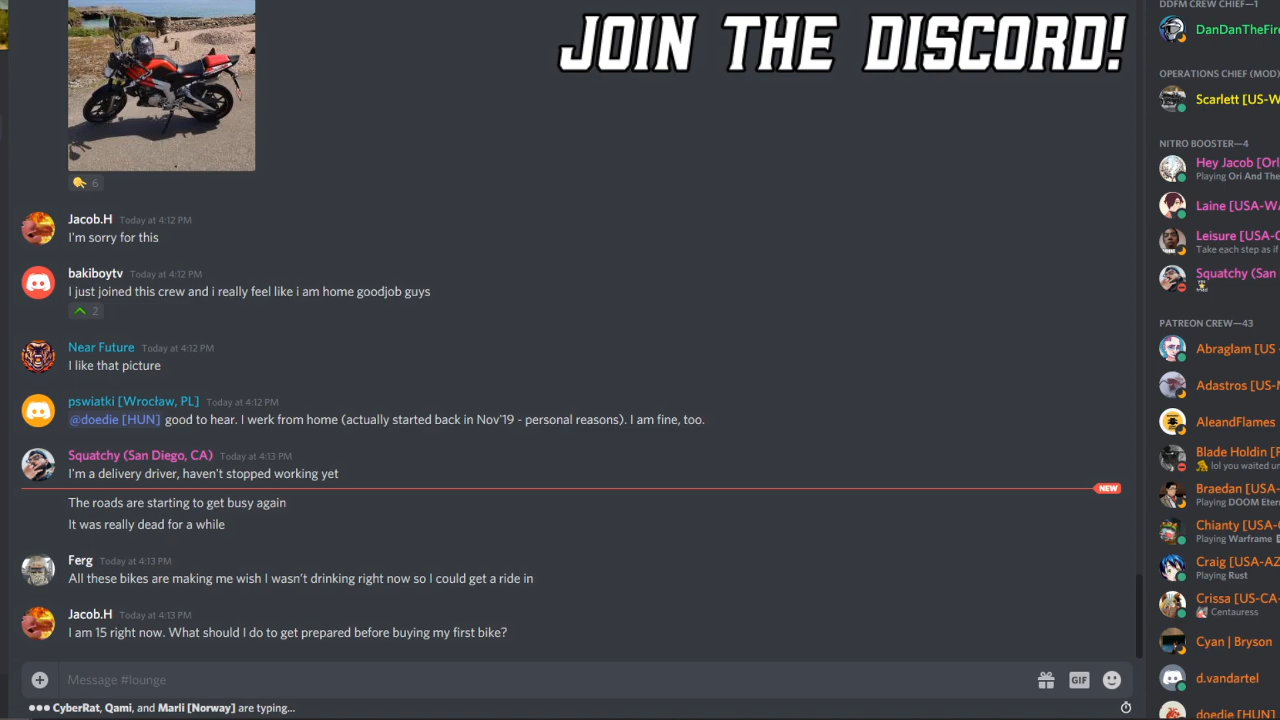 DDFM CREW CHIEF—1
JOIN THE DISCORD!
DanDanTheFire
OPERATIONS CHIEF (MOD)
Scarlett [US-W
NITRO BOOSTER—4
Hey Jacob [Orl
Playing Ori And The
Laine [USA-WA
Leisure [USA-G
Take each step as if
Squatchy (San
PATREON CREW—43
Abraglam [US
Adastros [US-M
AleandFlames
Blade Holdin [F
lol you waited un
Braedan [USA-
Playing DOOM Eter
Chianty [USA-
Playing Warframe
Craig [USA-AZ
Playing Rust
Crissa [US-CA-
Centauress
Cyan | Bryson
d.vandartel
doedie [HUN]
6
Jacob.H Today at 4:12 PM
I'm sorry for this
bakiboytv Today at 4:12 PM
I just joined this crew and i really feel like i am home goodjob guys
2
Near Future Today at 4:12 PM
I like that picture
pswiatki [Wrocław, PL] Today at 4:12 PM
@doedie [HUN] good to hear. I werk from home (actually started back in Nov'19 - personal reasons). I am fine, too.
Squatchy (San Diego, CA) Today at 4:13 PM
I'm a delivery driver, haven't stopped working yet
NEW
The roads are starting to get busy again
It was really dead for a while
Ferg Today at 4:13 PM
All these bikes are making me wish I wasn't drinking right now so I could get a ride in
Jacob.H Today at 4:13 PM
I am 15 right now. What should I do to get prepared before buying my first bike?
Message #lounge
GIF
CyberRat, Qami, and Marli [Norway] are typing...